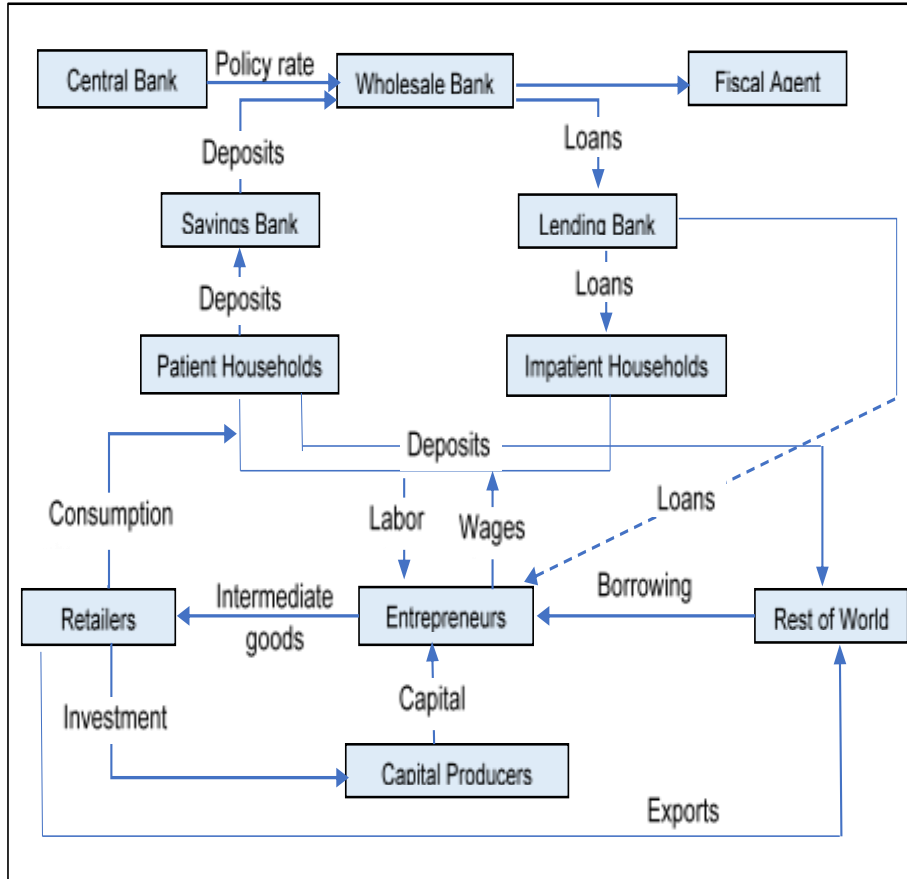 Central Bank
Policy rate
Wholesale Bank
Fiscal Agent
Deposits
Loans
Savings Bank
Lending Bank
Deposits
Loans
Patient Households
Impatient Households
Deposits
Consumption
Labor
Wages
Loans
Retailers
Intermediate
goods
Entrepreneurs
Borrowing
Rest of World
Investment
Capital
Capital Producers
Exports